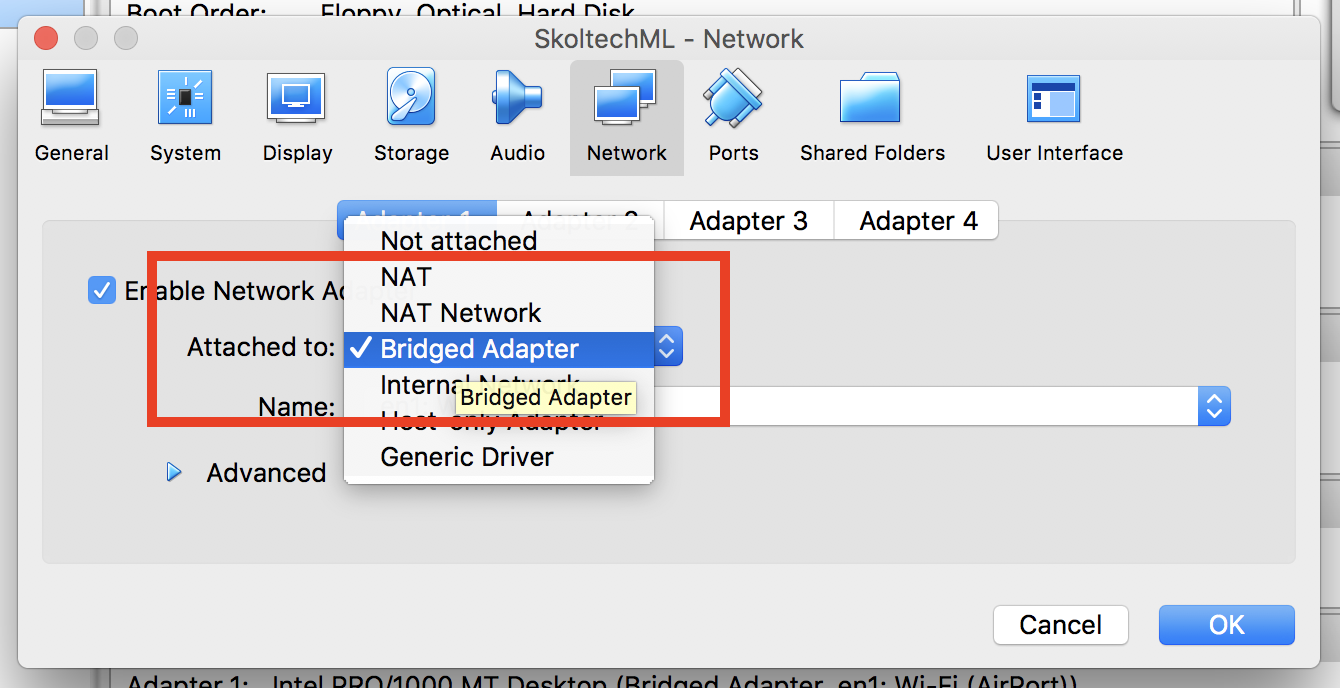 Boot Order: Floppy, Optical, Hard Disk
SkoltechML - Network
General System Display Storage Audio Network Ports Shared Folders User Interface
Adapter 1 Adapter 2 Adapter 3 Adapter 4
Not attached
NAT
Enable Network
NAT Network
Attached to: Bridged Adapter
Internal Network
Bridged Adapter
Name:
Host-only Adapter
Generic Driver
Advanced
Cancel OK
Adapter 1: Intel PRO/1000 MT Desktop (Bridged Adapter, en1: Wi-Fi (AirPort))